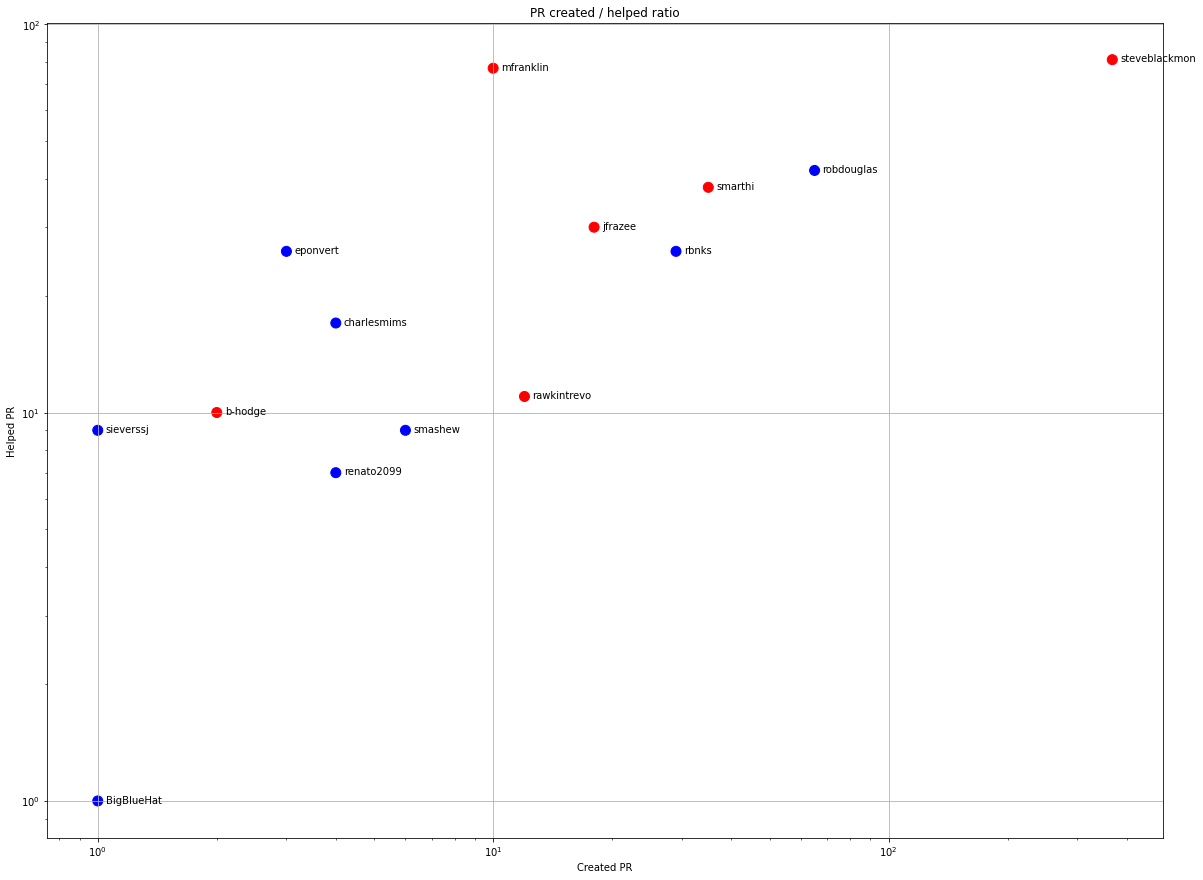 PR created / helped ratio
10²
mfranklin
steveblackmon
robdouglas
smarthi
jfrazee
eponvert
rbnks
charlesmims
rawkintrevo
10¹
b-hodge
sieverssj
smashew
Helped PR
renato2099
10⁰
BigBlueHat
10⁰
10¹
10²
Created PR